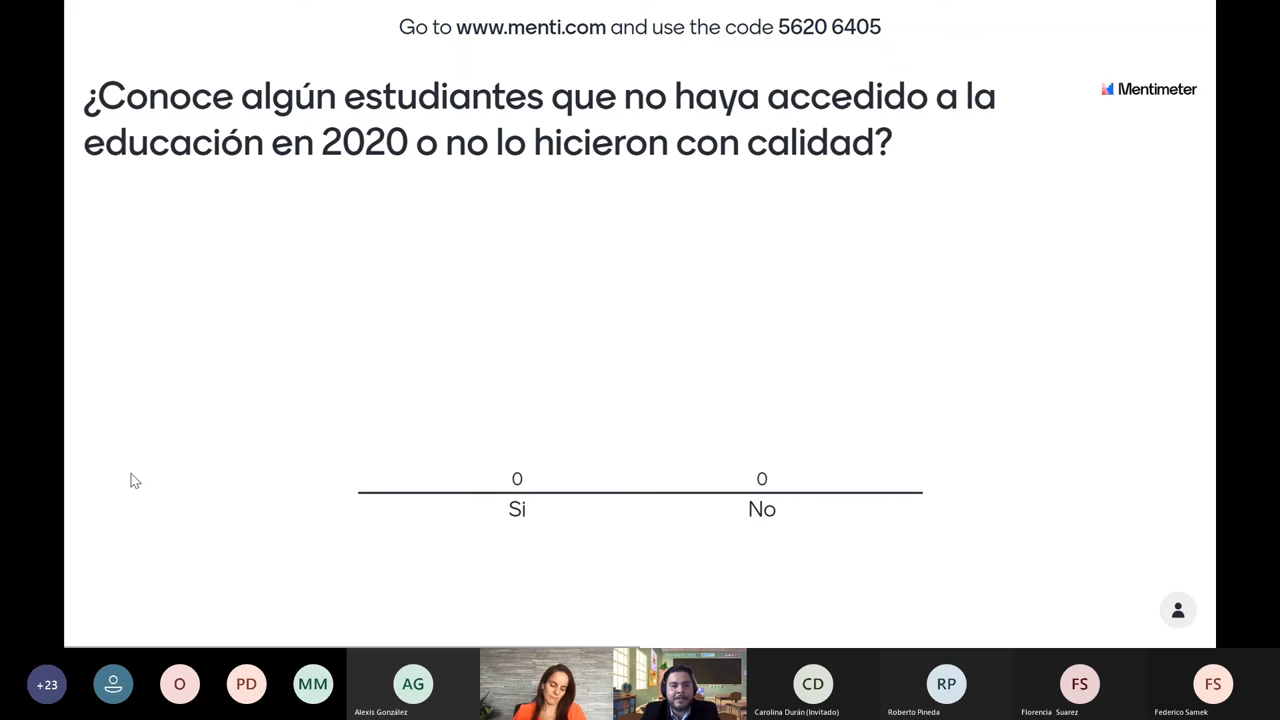 Go to www.menti.com and use the code 5620 6405
¿Conoce algún estudiantes que no haya accedido a la
educación en 2020 o no lo hicieron con calidad?
Mentimeter
0 0
Si No
+23 O PD MM AG CD RP FS FS
Alexis González Carolina Durán (Invitado) Roberto Pineda Florencia Suarez Federico Samek